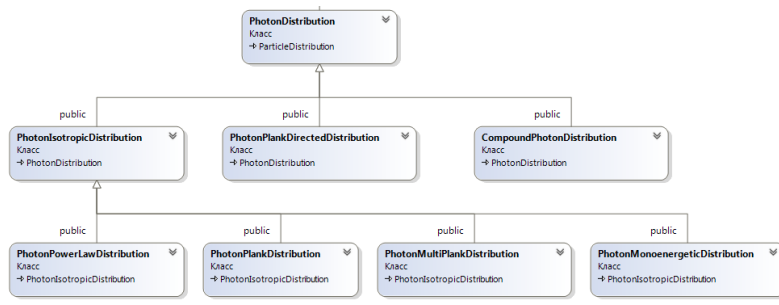 PhotonDistribution
Класс
ParticleDistribution
public
public
public
PhotonIsotropicDistribution
Класс
PhotonDistribution
PhotonPlankDirectedDistribution
Класс
PhotonDistribution
CompoundPhotonDistribution
Класс
PhotonDistribution
public
public
public
public
PhotonPowerLawDistribution
Класс
PhotonIsotropicDistribution
PhotonPlankDistribution
Класс
PhotonIsotropicDistribution
PhotonMultiPlankDistribution
Класс
PhotonIsotropicDistribution
PhotonMonoenergeticDistribution
Класс
PhotonIsotropicDistribution